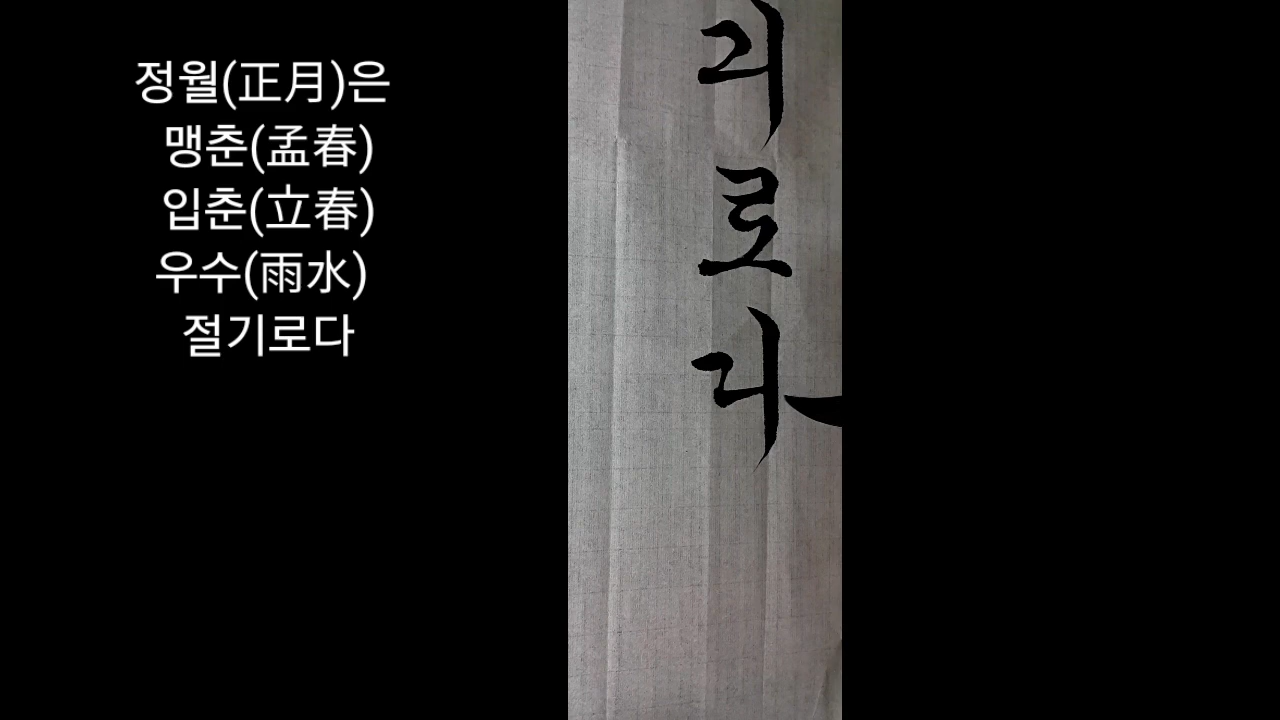 정월(正月)은
맹춘(孟春)
입춘(立春)
우수(雨水)
절기로다
리
로
다